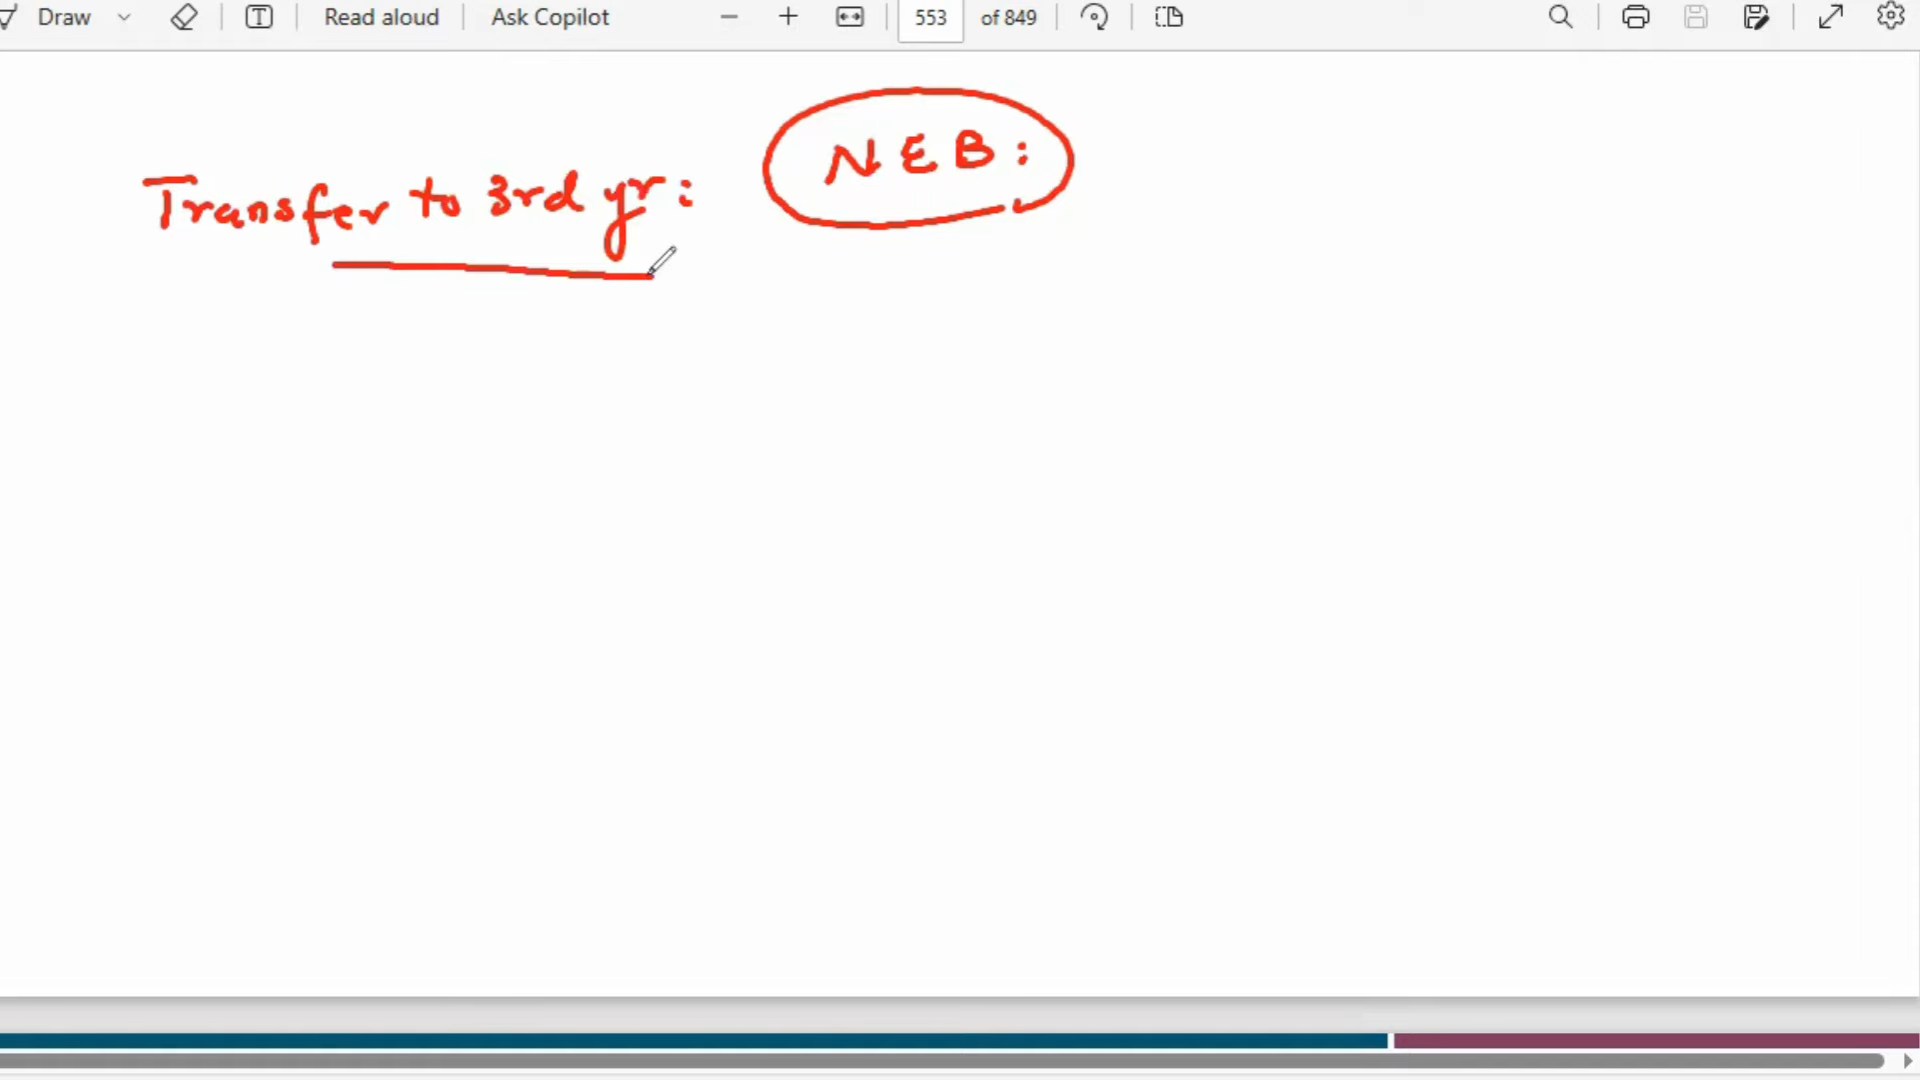 Draw
Read aloud
Ask Copilot
553
of 849
Transfer to 3rd yr:
NEB: